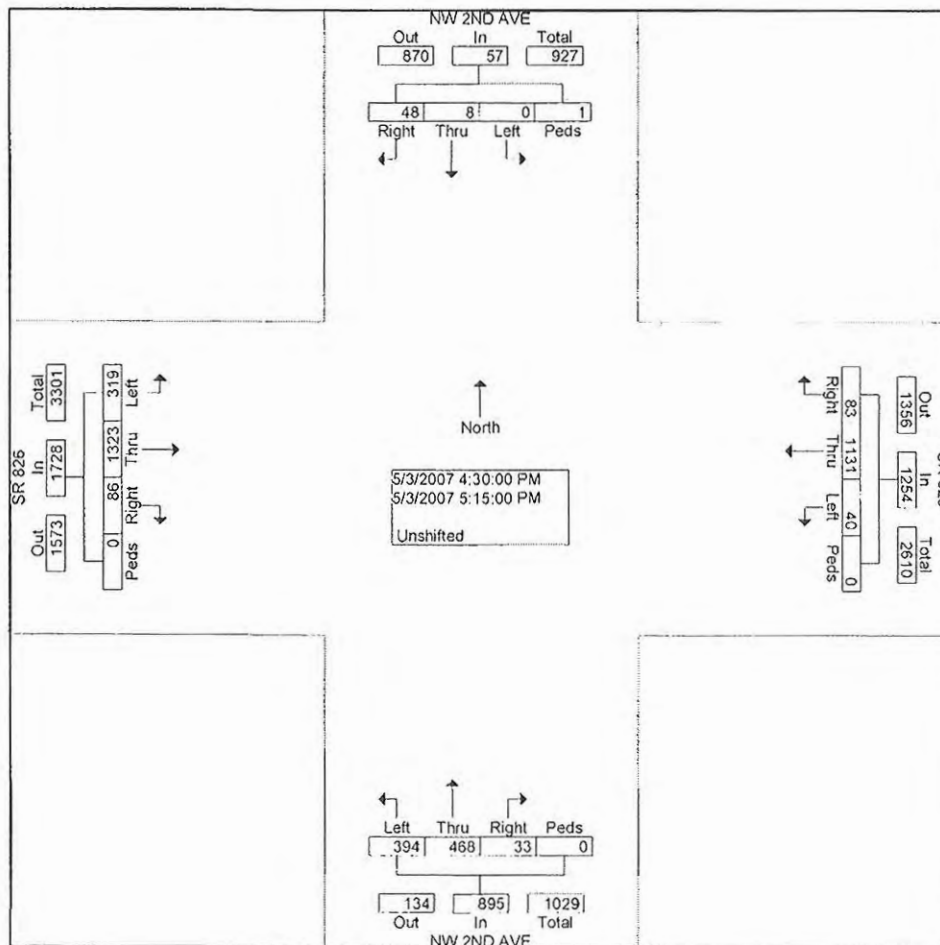 NW 2ND AVE
Out In Total
870 57 927
48 8 0 1
Right Thru Left Peds
SR 826
Total In Out
3301 1728 1573
319 1323 86 0
Left Thru Right Peds
North
5/3/2007 4:30:00 PM
5/3/2007 5:15:00 PM
Unshifted
Right Thru Left Peds
83 1131 40 0
Out In Total
1356 1254 2610
Left Thru Right Peds
394 468 33 0
134 895 1029
Out In Total
NW 2ND AVE